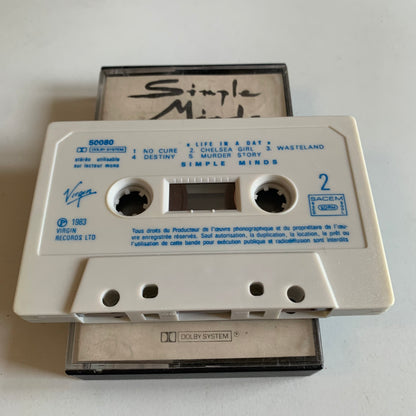 Simple
Minds
50080
« LIFE IN A DAY »
DOLBY SYSTEM
1 NO CURE 2 CHELSEA GIRL 3 WASTELAND
stéréo utilisable
sur lecteur mono
4 DESTINY 5 MURDER STORY
SIMPLE MINDS
Virgin
2
SACEM
SDRM
Ⓟ 1983
VIRGIN
RECORDS LTD
Tous droits du Producteur de l'œuvre phonographique et du propriétaire de l'œu-
vre enregistrée réservés. Sauf autorisation, la duplication, la location, le prêt ou
l'utilisation de cette bande pour exécution publique et radiodiffusion sont interdits
DOLBY SYSTEM ®